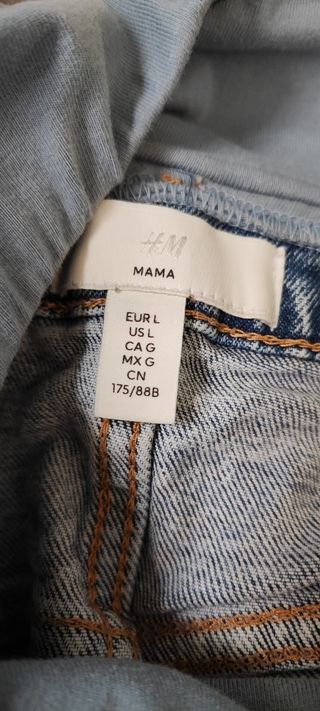 H&M
MAMA
EUR L
US L
CA G
MX G
CN
175/88B